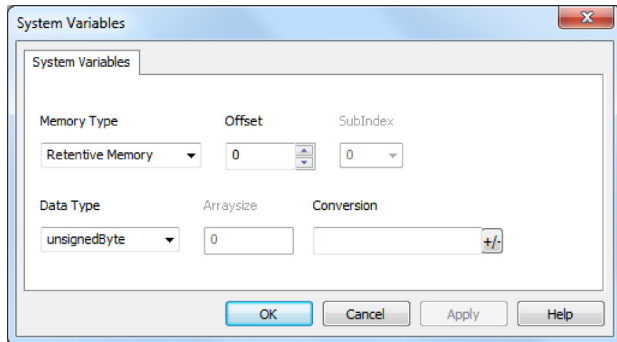 System Variables
System Variables
Memory Type Offset SubIndex
Retentive Memory 0 0
Data Type Arraysize Conversion
unsignedByte 0 +/-
OK Cancel Apply Help